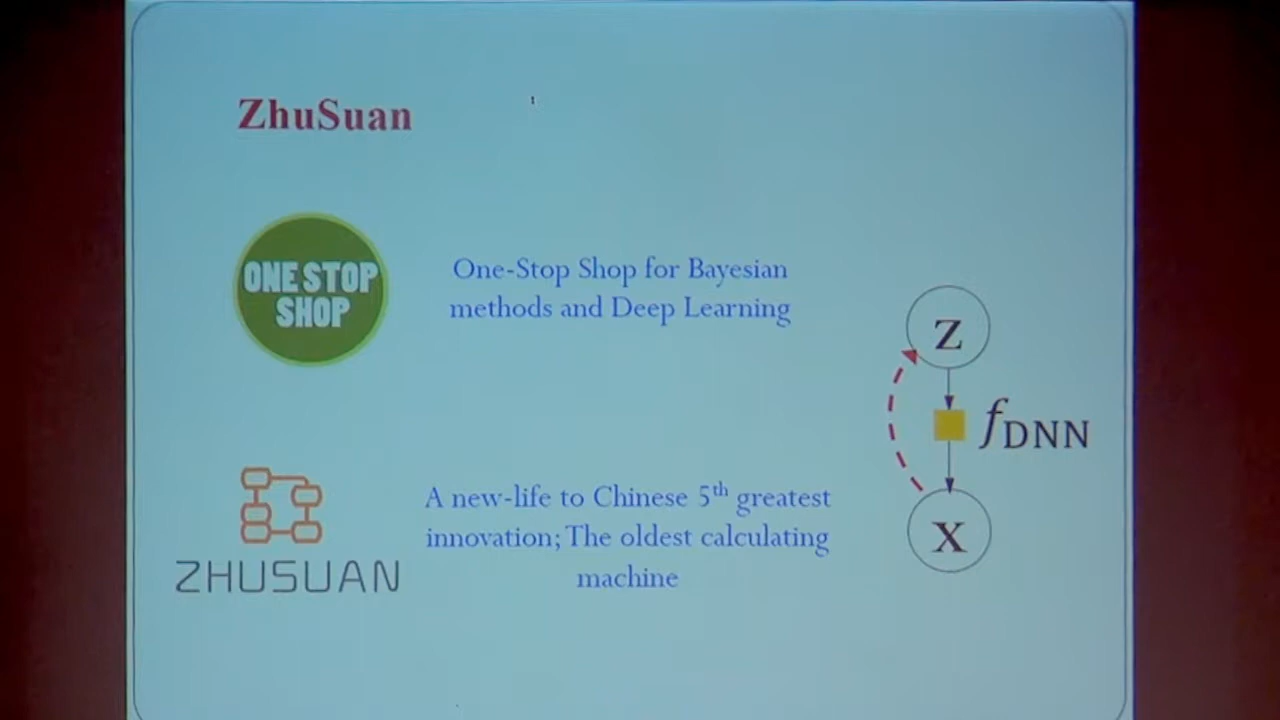 ZhuSuan
ONE STOP
SHOP
One-Stop Shop for Bayesian
methods and Deep Learning
z
f DNN
x
ZHUSUAN
A new-life to Chinese 5th greatest
innovation; The oldest calculating
machine